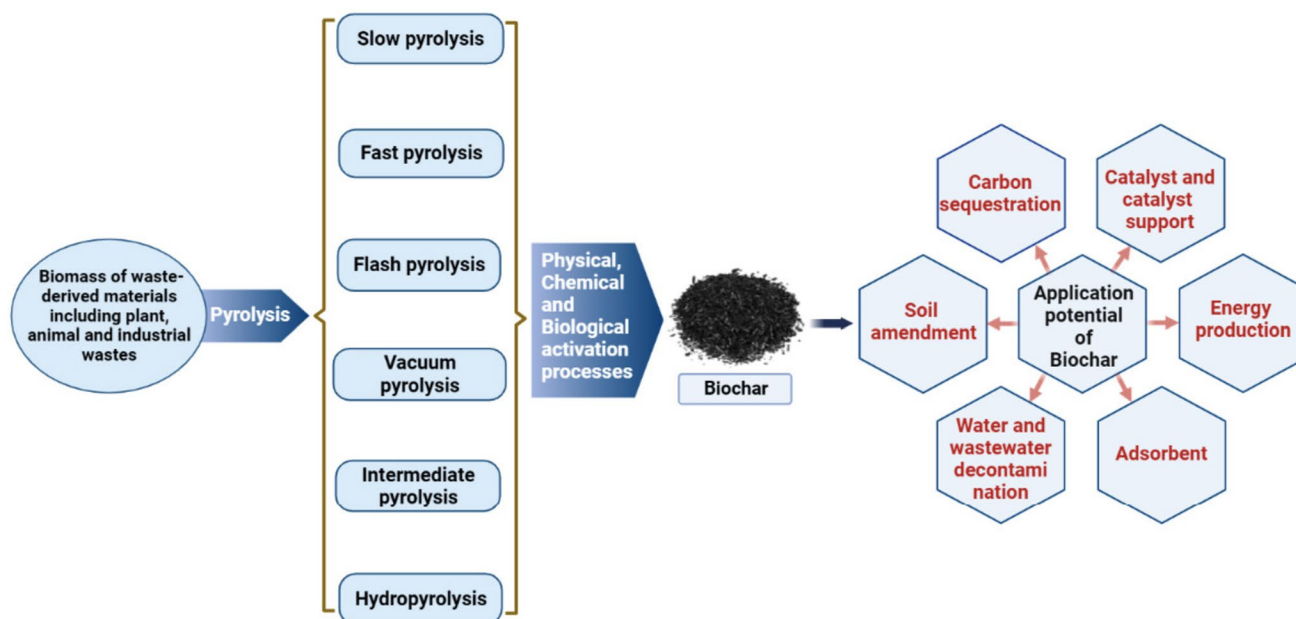 Biomass of waste-
derived materials
including plant,
animal and industrial
wastes
Pyrolysis
Slow pyrolysis
Fast pyrolysis
Flash pyrolysis
Vacuum
pyrolysis
Intermediate
pyrolysis
Hydropyrolysis
Physical,
Chemical
and
Biological
activation
processes
Biochar
Application
potential
of
Biochar
Carbon
sequestration
Catalyst and
catalyst
support
Soil
amendment
Energy
production
Water and
wastewater
decontami
nation
Adsorbent